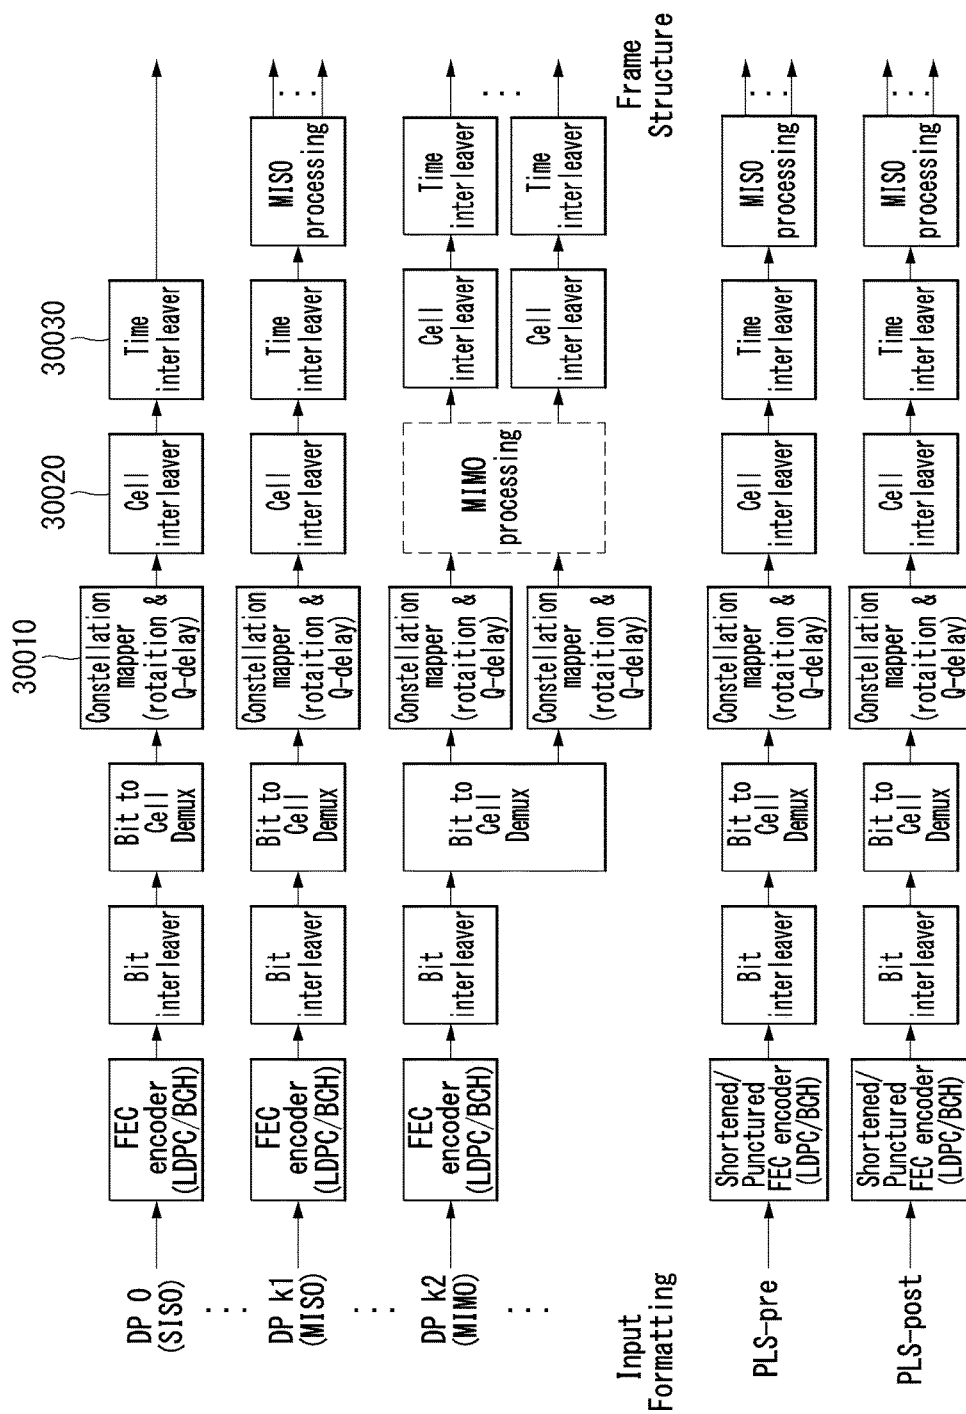 DP 0
(SISO)
FEC
encoder
(LDPC/BCH)
Bit
interleaver
Bit to
Cell
Demux
30010
Constellation
mapper
(rotaition &
Q-delay)
30020
Cell
interleaver
30030
Time
interleaver
...
DP k1
(MISO)
FEC
encoder
(LDPC/BCH)
Bit
interleaver
Bit to
Cell
Demux
Constellation
mapper
(rotaition &
Q-delay)
Cell
interleaver
Time
interleaver
MISO
processing
...
...
DP k2
(MIMO)
FEC
encoder
(LDPC/BCH)
Bit
interleaver
Bit to
Cell
Demux
Constellation
mapper
(rotaition &
Q-delay)
Constellation
mapper
(rotaition &
Q-delay)
MIMO
processing
Cell
interleaver
Time
interleaver
Cell
interleaver
Time
interleaver
...
...
Input
Formatting
Frame
Structure
PLS-pre
Shortened/
Punctured
FEC encoder
(LDPC/BCH)
Bit
interleaver
Bit to
Cell
Demux
Constellation
mapper
(rotaition &
Q-delay)
Cell
interleaver
Time
interleaver
MISO
processing
...
PLS-post
Shortened/
Punctured
FEC encoder
(LDPC/BCH)
Bit
interleaver
Bit to
Cell
Demux
Constellation
mapper
(rotaition &
Q-delay)
Cell
interleaver
Time
interleaver
MISO
processing
...